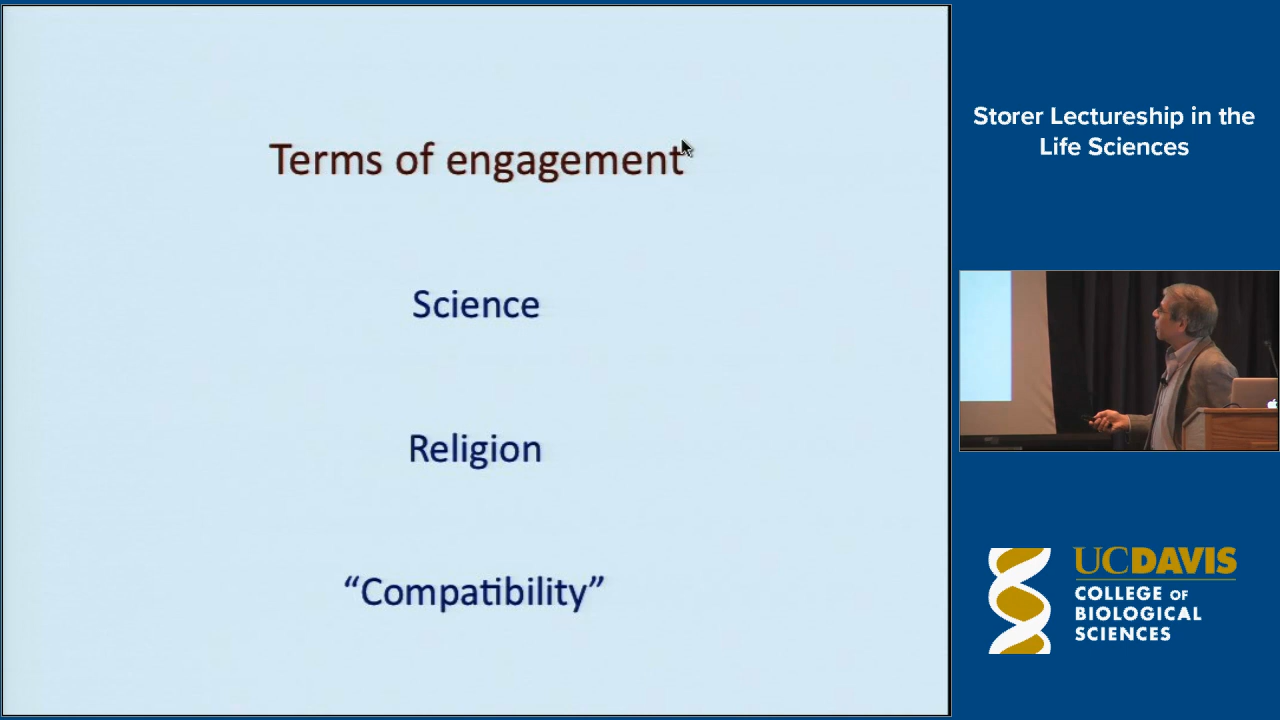 Terms of engagement
Science
Religion
“Compatibility”
Storer Lectureship in the
Life Sciences
UCDAVIS
COLLEGE OF
BIOLOGICAL
SCIENCES